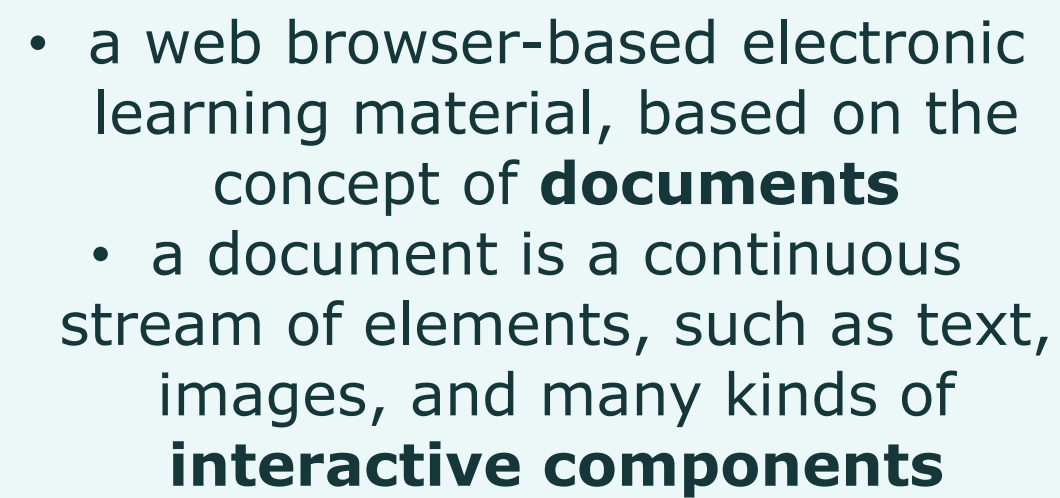 • a web browser-based electronic
learning material, based on the
concept of documents
• a document is a continuous
stream of elements, such as text,
images, and many kinds of
interactive components